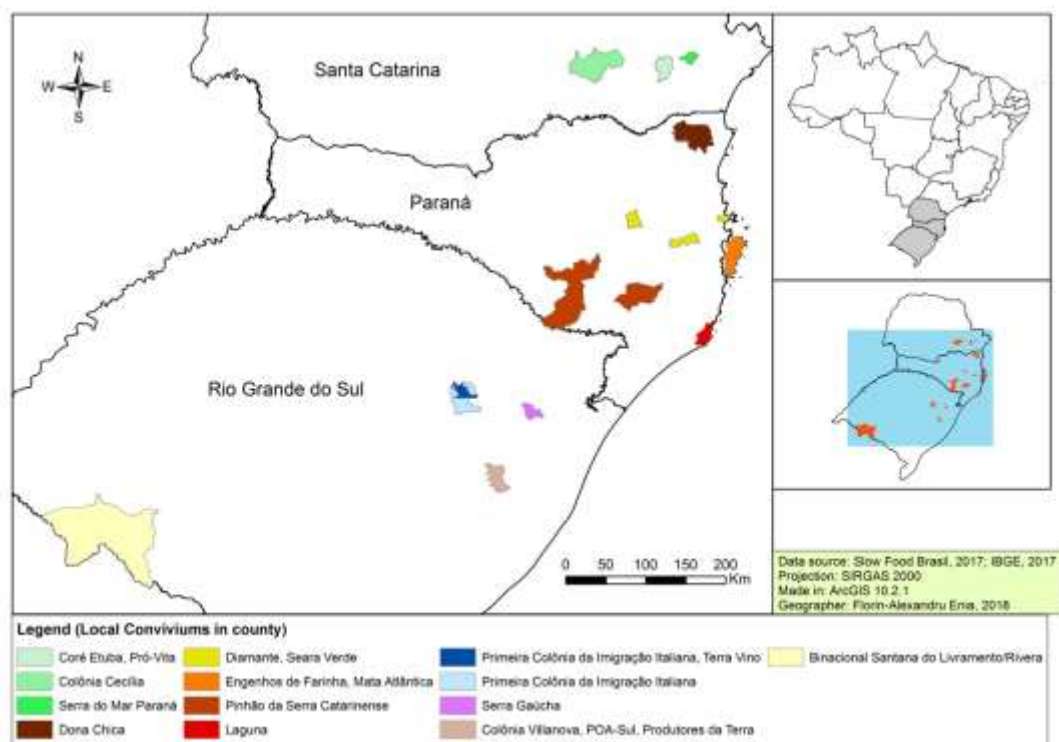 N
W E
S
Santa Catarina
Paraná
Rio Grande do Sul
0 50 100 150 200
Km
Data source: Slow Food Brasil, 2017; IBGE, 2017
Projection: SIRGAS 2000
Made in: ArcGIS 10.2.1
Geographer: Florin-Alexandru Enia, 2018
Legend (Local Conviviums in county)
Coré Etuba, Pró-Vita
Colônia Cecília
Serra do Mar Paraná
Dona Chica
Diamante, Seara Verde
Engenhos de Farinha, Mata Atlântica
Pinhão da Serra Catarinense
Laguna
Primeira Colônia da Imigração Italiana, Terra Vino
Primeira Colônia da Imigração Italiana
Serra Gaúcha
Colônia Villanova, POA-Sul, Produtores da Terra
Binacional Santana do Livramento/Rivera